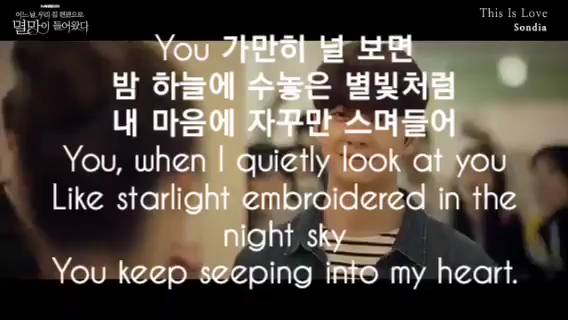 어느 날, 우리 집 현관으로
멸망이 들어왔다
This Is Love
Sondia
You 가만히 널 보면
밤 하늘에 수놓은 별빛처럼
내 마음에 자꾸만 스며들어
You, when I quietly look at you
Like starlight embroidered in the
night sky
You keep seeping into my heart.